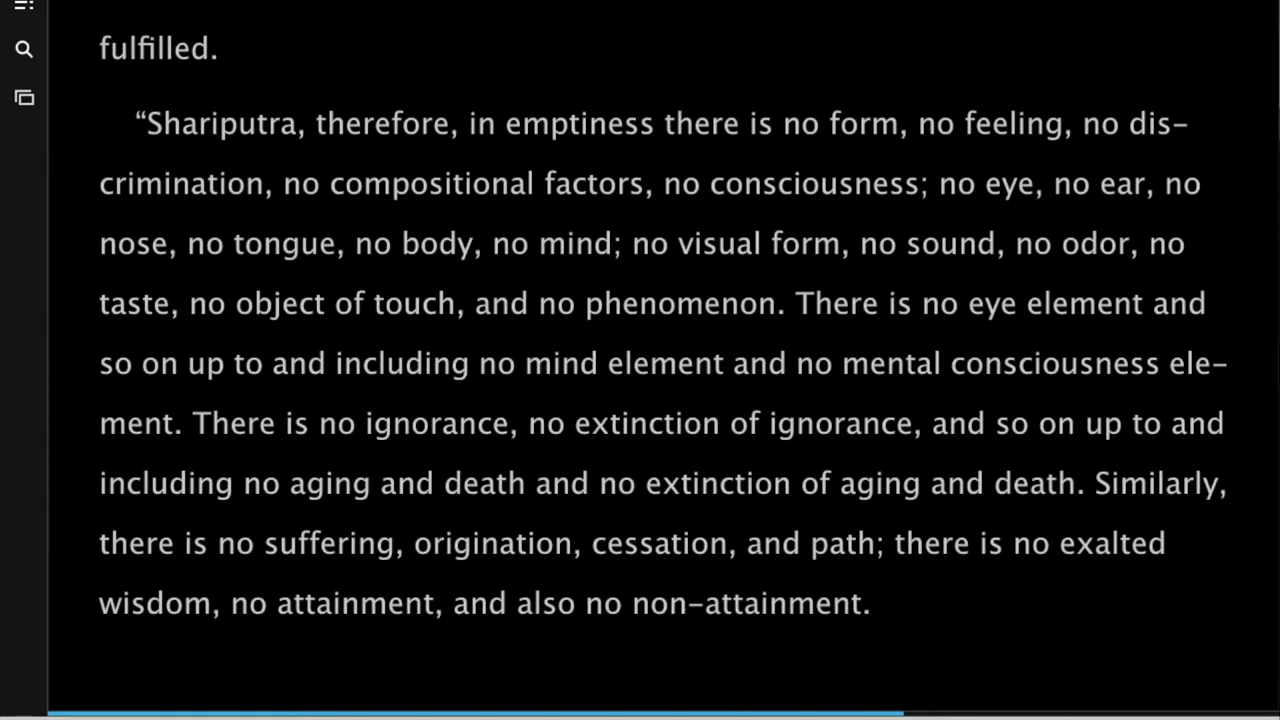 fulfilled.
“Shariputra, therefore, in emptiness there is no form, no feeling, no dis-
crimination, no compositional factors, no consciousness; no eye, no ear, no
nose, no tongue, no body, no mind; no visual form, no sound, no odor, no
taste, no object of touch, and no phenomenon. There is no eye element and
so on up to and including no mind element and no mental consciousness ele-
ment. There is no ignorance, no extinction of ignorance, and so on up to and
including no aging and death and no extinction of aging and death. Similarly,
there is no suffering, origination, cessation, and path; there is no exalted
wisdom, no attainment, and also no non-attainment.